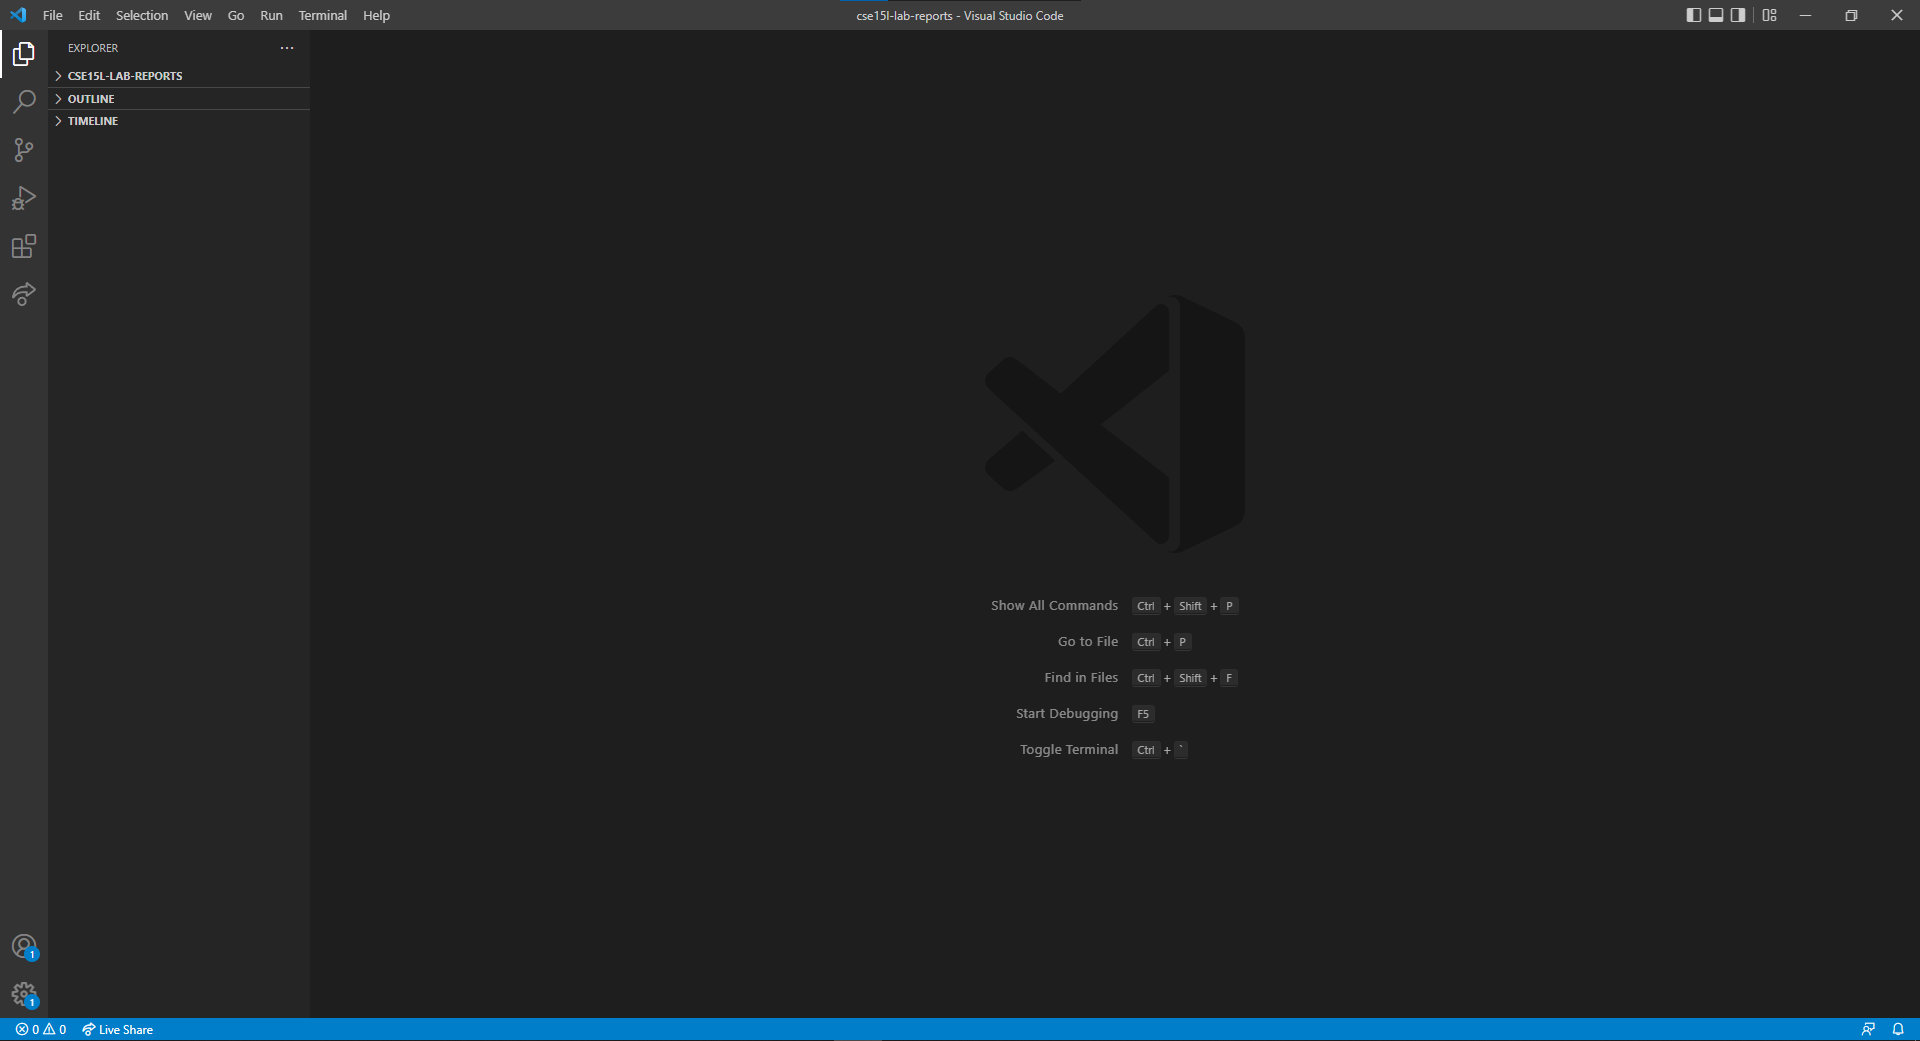 File Edit Selection View Go Run Terminal Help
cse15l-lab-reports - Visual Studio Code
EXPLORER
CSE15L-LAB-REPORTS
OUTLINE
TIMELINE
Show All Commands Ctrl + Shift + P
Go to File Ctrl + P
Find in Files Ctrl + Shift + F
Start Debugging F5
Toggle Terminal Ctrl + `
1
1
0 0 Live Share